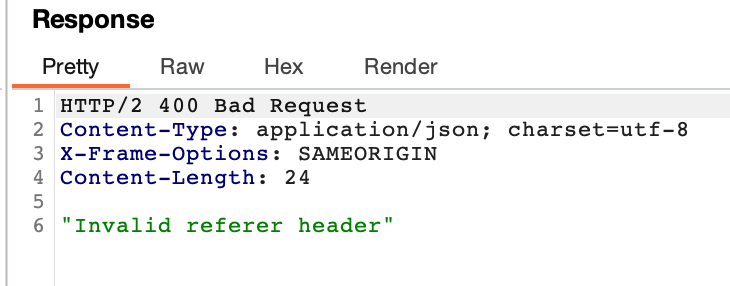 Response
Pretty Raw Hex Render
1 HTTP/2 400 Bad Request
2 Content-Type: application/json; charset=utf-8
3 X-Frame-Options: SAMEORIGIN
4 Content-Length: 24
5
6 "Invalid referer header"